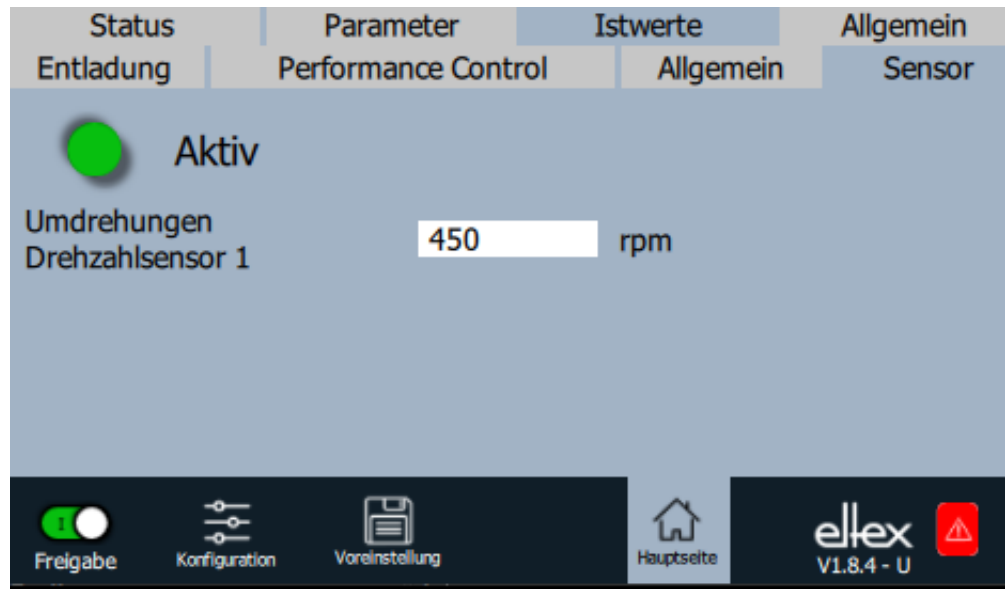 Status Parameter Istwerte Allgemein
Entladung Performance Control Allgemein Sensor
Aktiv
Umdrehungen
Drehzahlsensor 1
450 rpm
I
Freigabe Konfiguration Voreinstellung Hauptseite
eltex
V1.8.4 - U